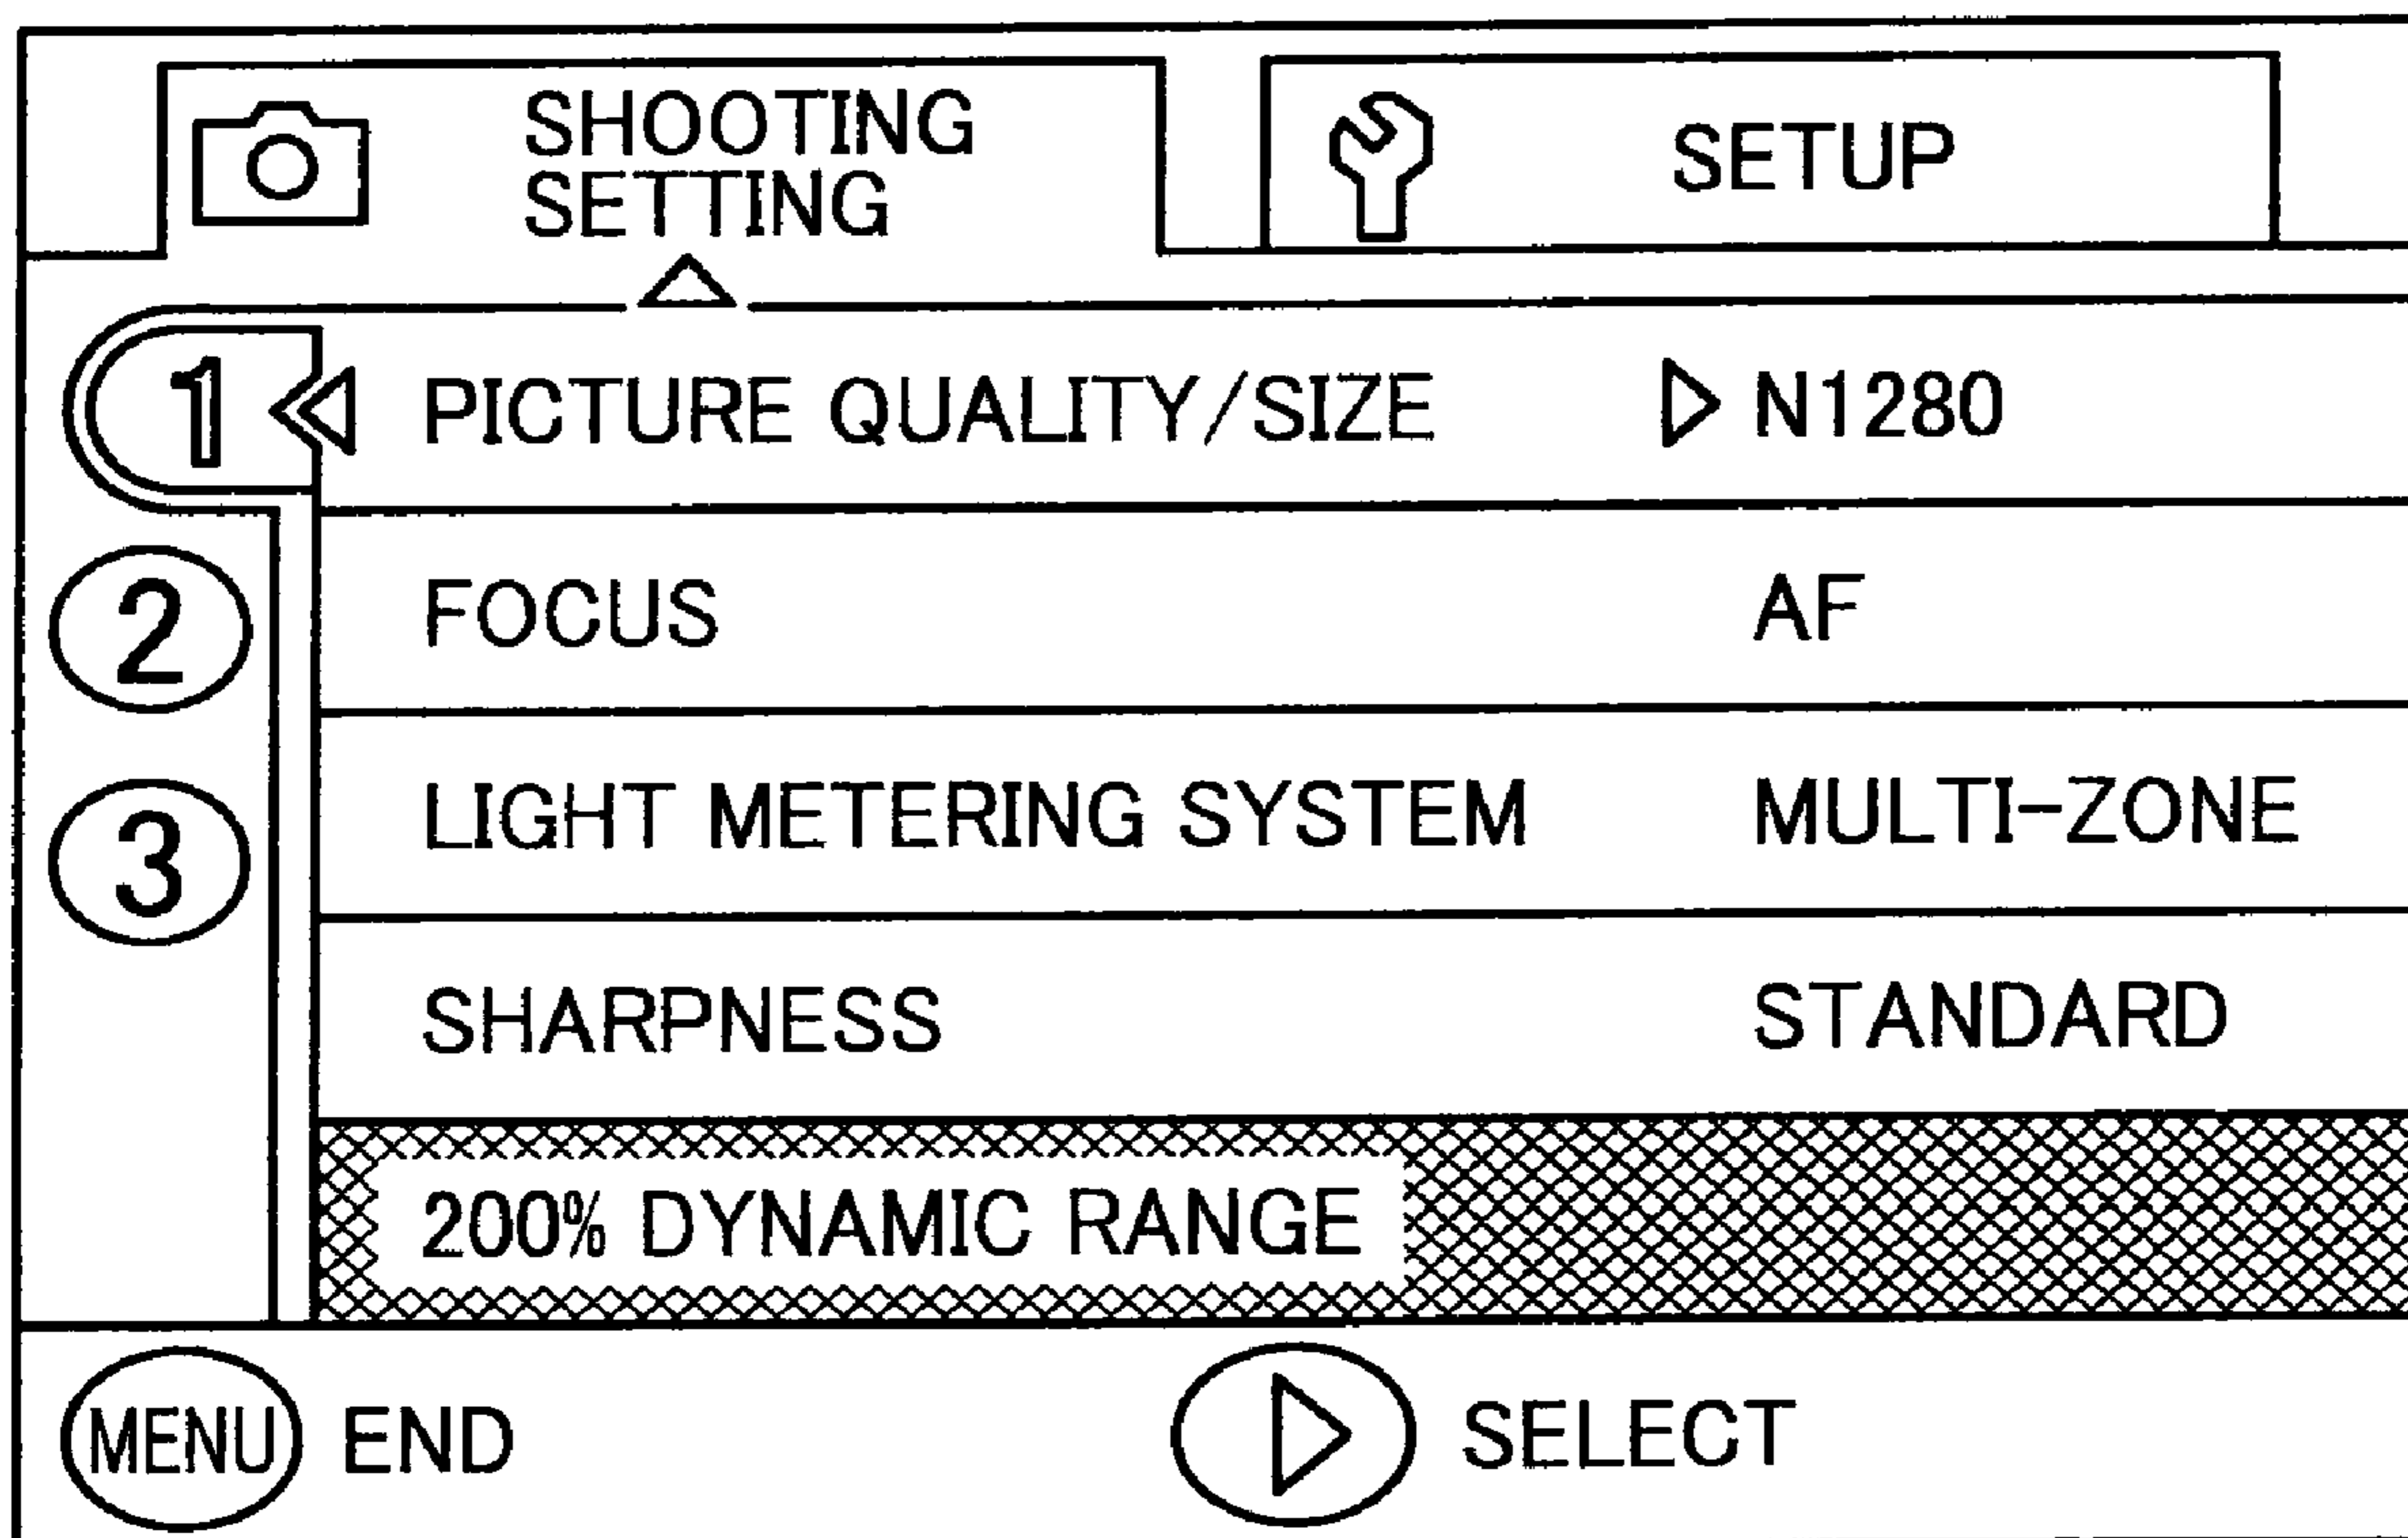 SHOOTING
SETTING
SETUP
1 PICTURE QUALITY/SIZE N1280
2 FOCUS AF
3 LIGHT METERING SYSTEM MULTI-ZONE
SHARPNESS STANDARD
200% DYNAMIC RANGE
MENU END SELECT